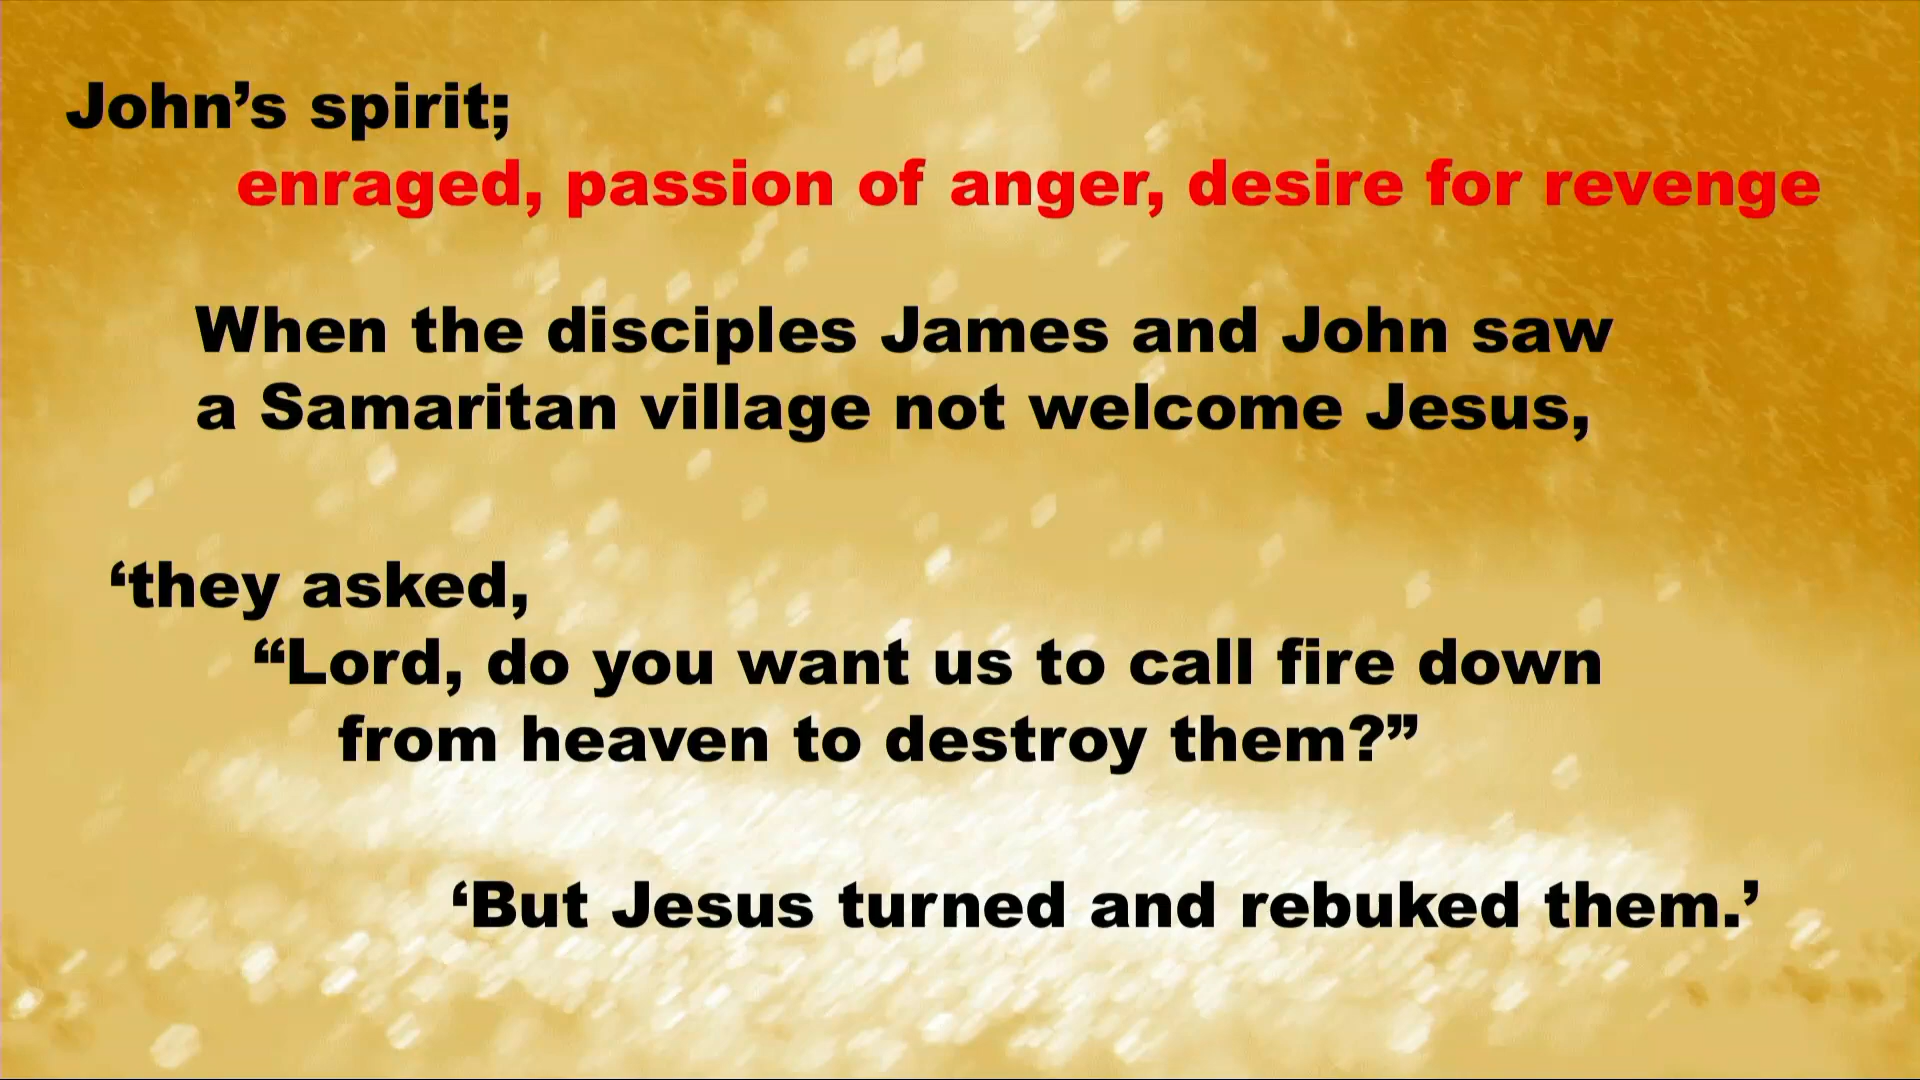 John’s spirit;
enraged, passion of anger, desire for revenge
When the disciples James and John saw
a Samaritan village not welcome Jesus,
‘they asked,
“Lord, do you want us to call fire down
from heaven to destroy them?”
‘But Jesus turned and rebuked them.’